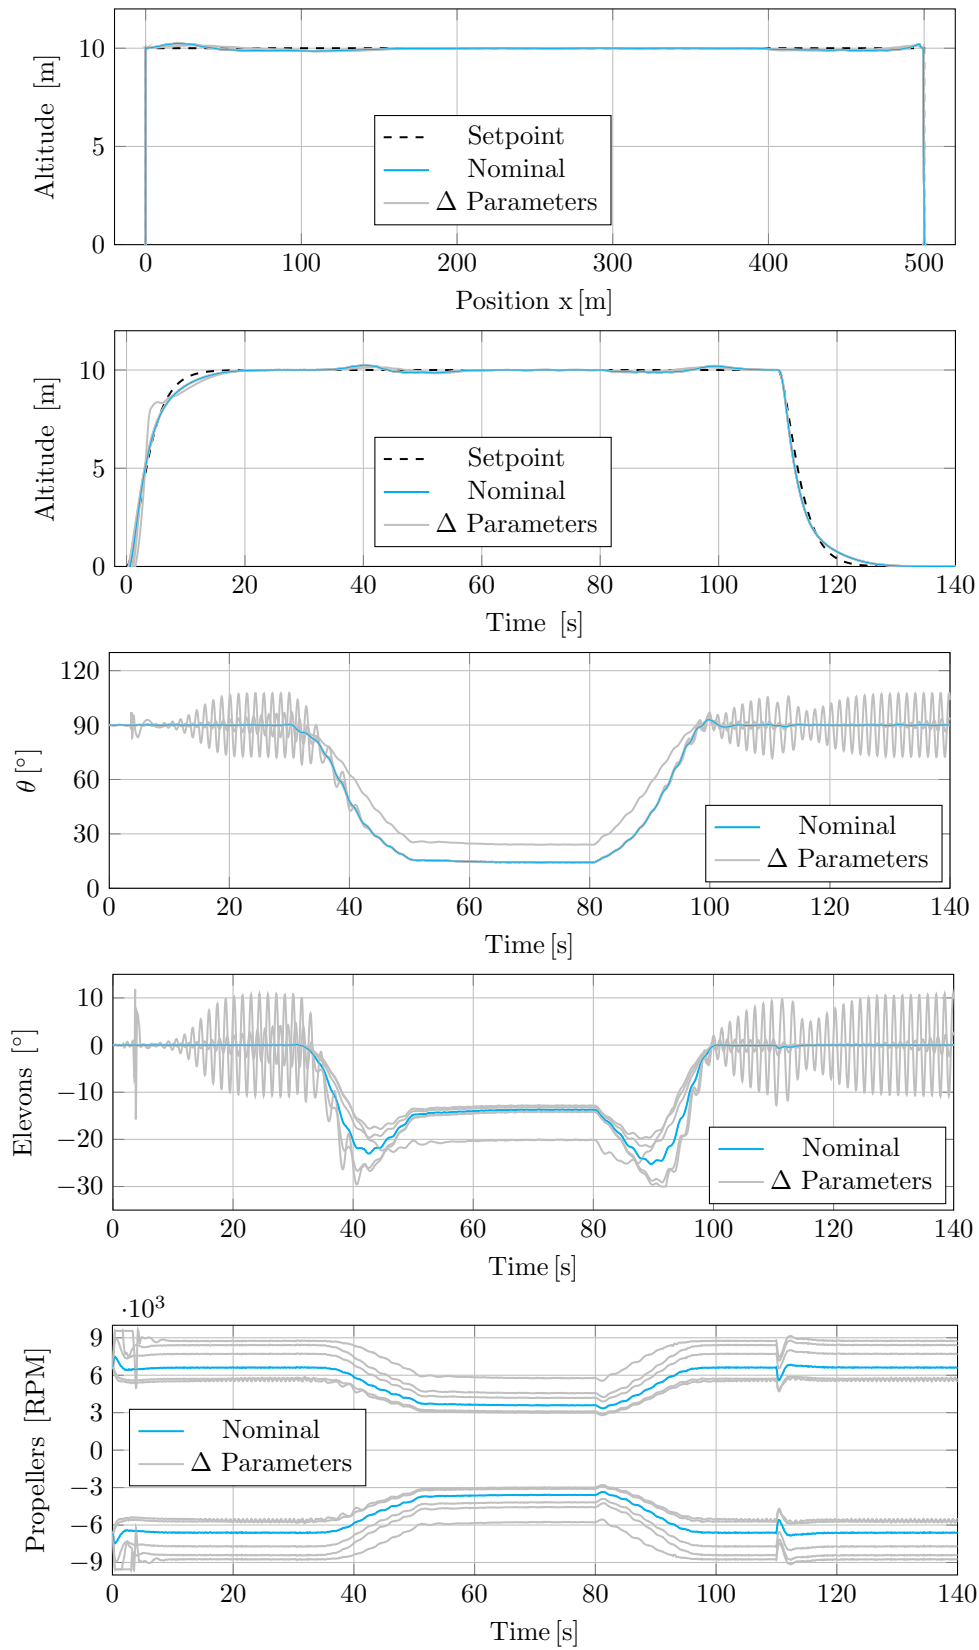 10
5
0
Altitude [m]
Setpoint
Nominal
Δ Parameters
0 100 200 300 400 500
Position x [m]
10
5
0
Altitude [m]
Setpoint
Nominal
Δ Parameters
0 20 40 60 80 100 120 140
Time [s]
120
90
60
30
0
θ [°]
Nominal
Δ Parameters
0 20 40 60 80 100 120 140
Time [s]
10
0
−10
−20
−30
Elevons [°]
Nominal
Δ Parameters
0 20 40 60 80 100 120 140
Time [s]
·10³
9
6
3
0
−3
−6
−9
Propellers [RPM]
Nominal
Δ Parameters
0 20 40 60 80 100 120 140
Time [s]